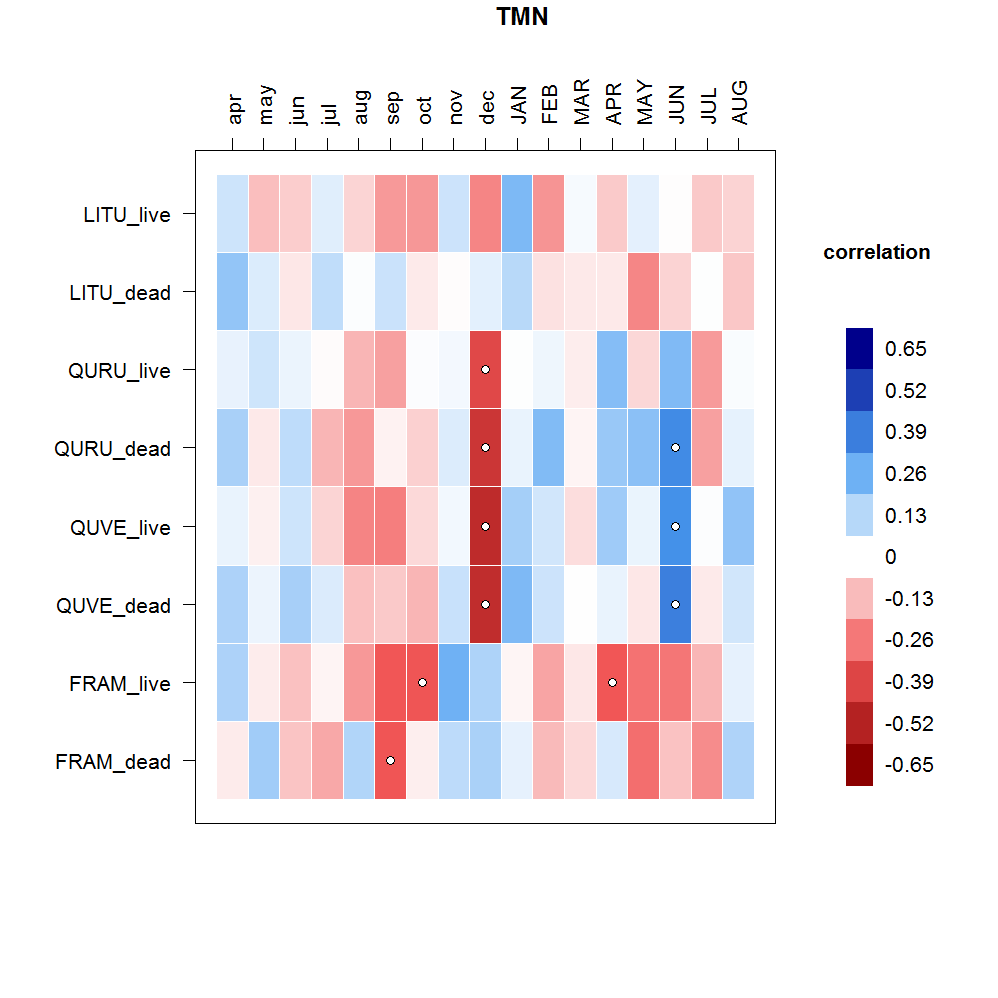 TMN
apr may jun jul aug sep oct nov dec JAN FEB MAR APR MAY JUN JUL AUG
LITU_live
LITU_dead
QURU_live
QURU_dead
QUVE_live
QUVE_dead
FRAM_live
FRAM_dead
correlation
0.65
0.52
0.39
0.26
0.13
0
-0.13
-0.26
-0.39
-0.52
-0.65